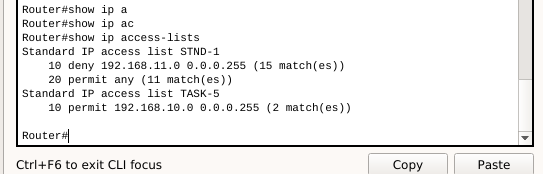 Router#show ip a
Router#show ip ac
Router#show ip access-lists
Standard IP access list STND-1
    10 deny 192.168.11.0 0.0.0.255 (15 match(es))
    20 permit any (11 match(es))
Standard IP access list TASK-5
    10 permit 192.168.10.0 0.0.0.255 (2 match(es))

Router#
Ctrl+F6 to exit CLI focus
Copy
Paste